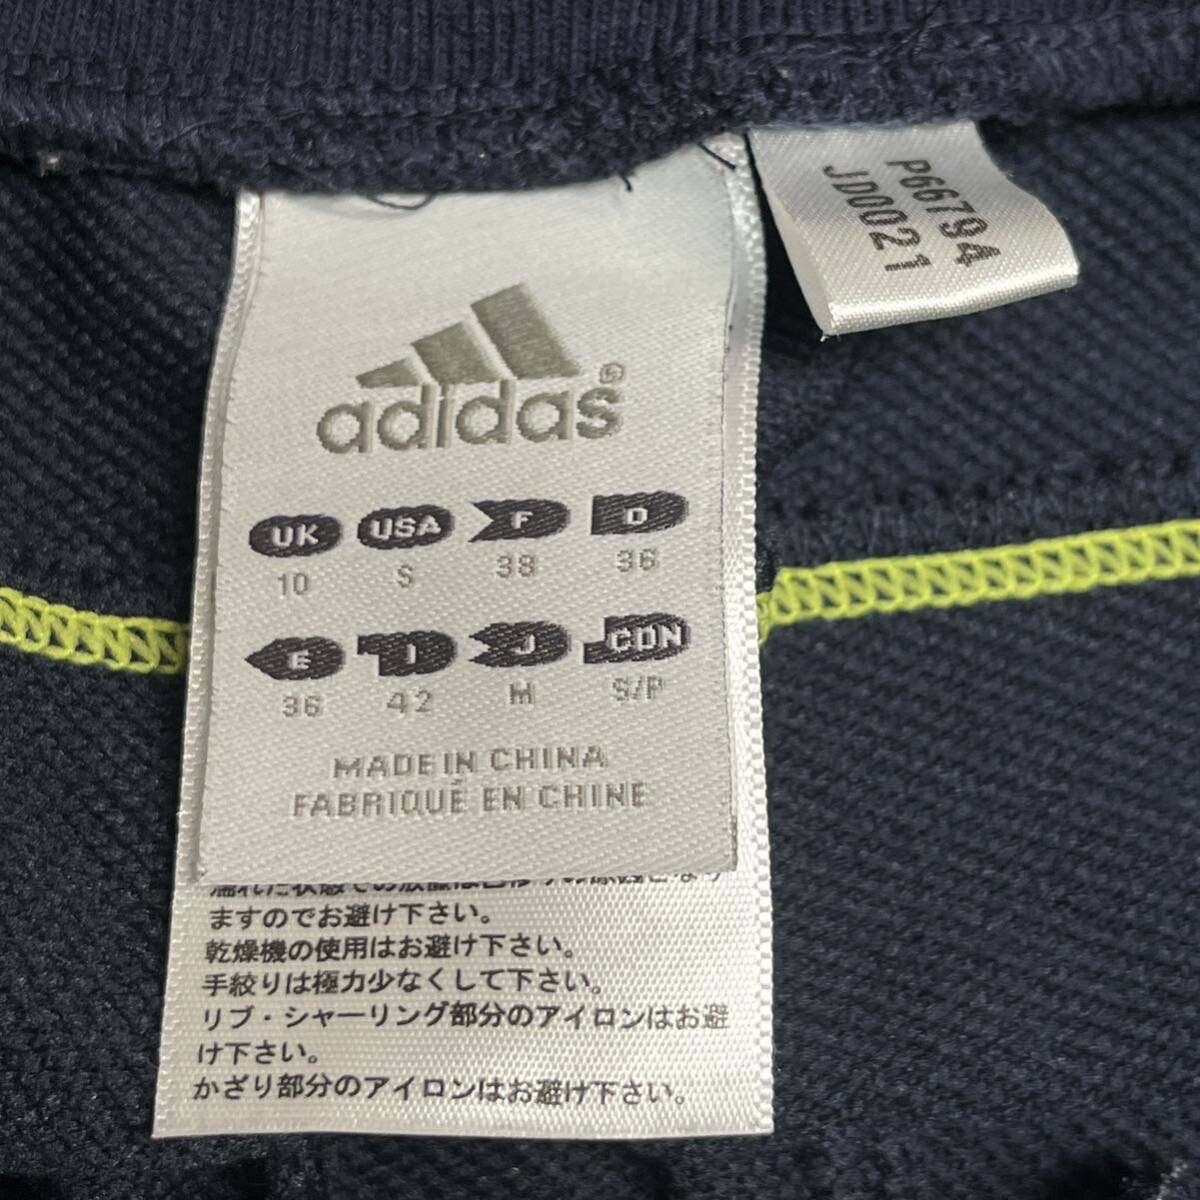 P66794
JD0021
adidas®
UK USA F D
10 S 38 36
E I J CDN
36 42 M S/P
MADE IN CHINA
FABRIQUÉ EN CHINE
ますのでお避け下さい。
乾燥機の使用はお避け下さい。
手絞りは極力少なくして下さい。
リブ・シャーリング部分のアイロンはお避
け下さい。
かざり部分のアイロンはお避け下さい。